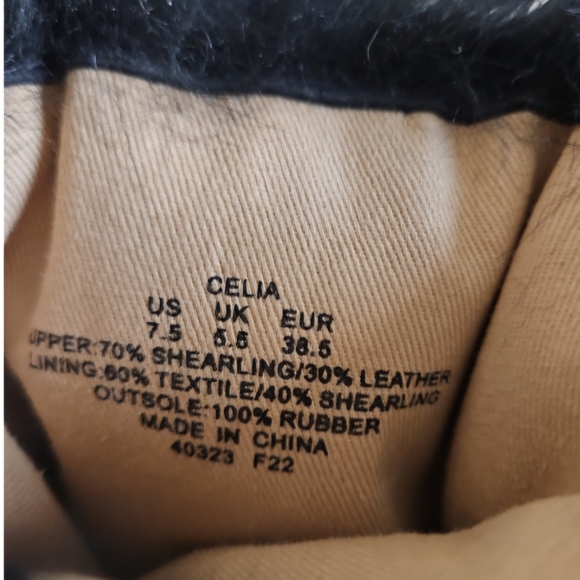 CELIA
US UK EUR
7.5 5.5 38.5
UPPER:70% SHEARLING/30% LEATHER
LINING:60% TEXTILE/40% SHEARLING
OUTSOLE:100% RUBBER
MADE IN CHINA
40323 F22